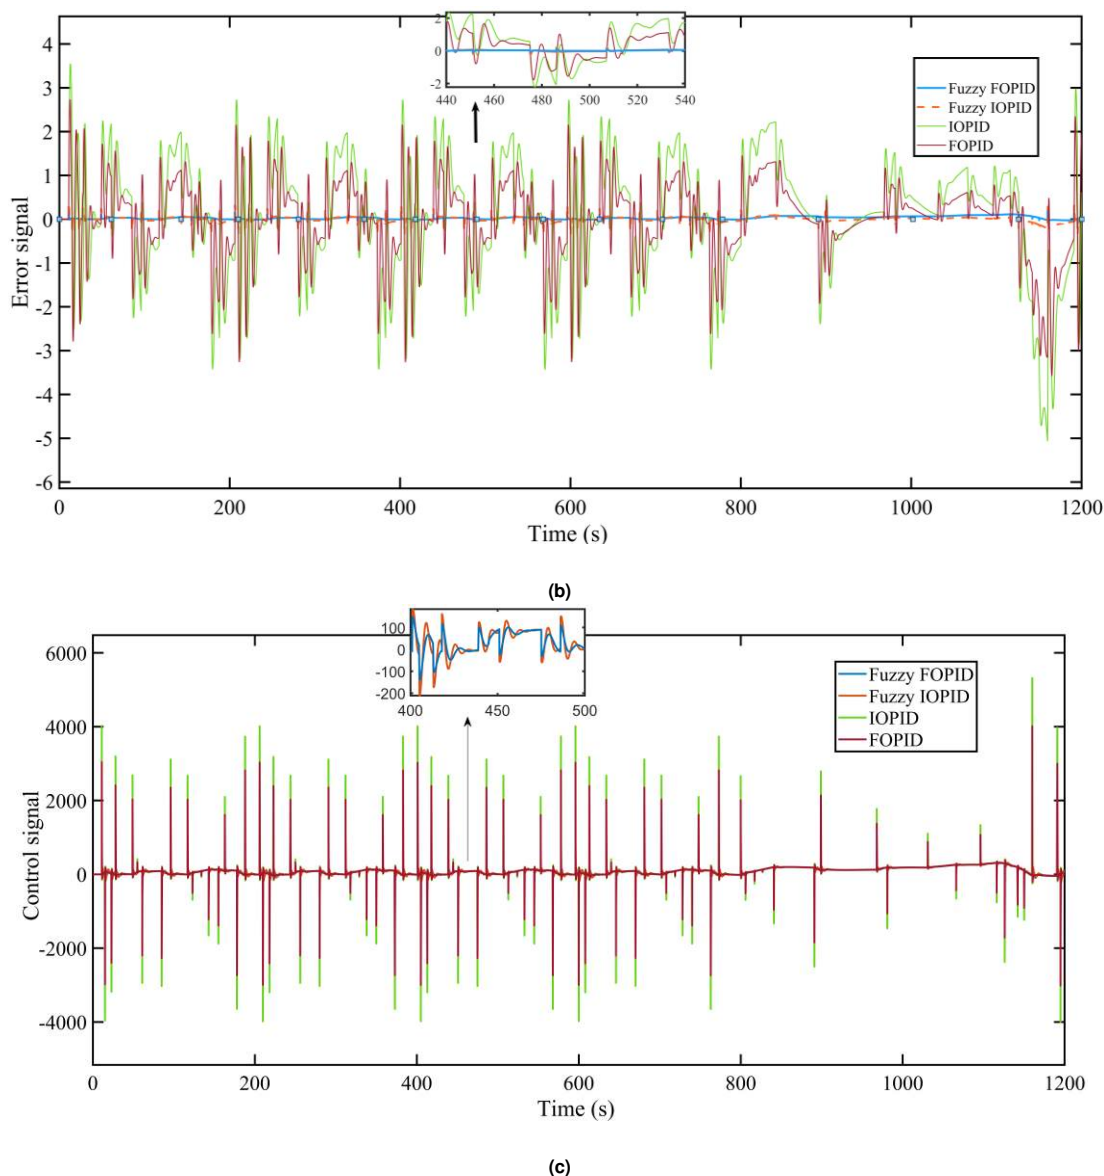 2
0
-2
440 460 480 500 520 540
4
3
2
1
0
-1
-2
-3
-4
-5
-6
Error signal
Fuzzy FOPID
Fuzzy IOPID
IOPID
FOPID
0 200 400 600 800 1000 1200
Time (s)
(b)
100
0
-100
-200
400 450 500
6000
4000
2000
0
-2000
-4000
Control signal
Fuzzy FOPID
Fuzzy IOPID
IOPID
FOPID
0 200 400 600 800 1000 1200
Time (s)
(c)